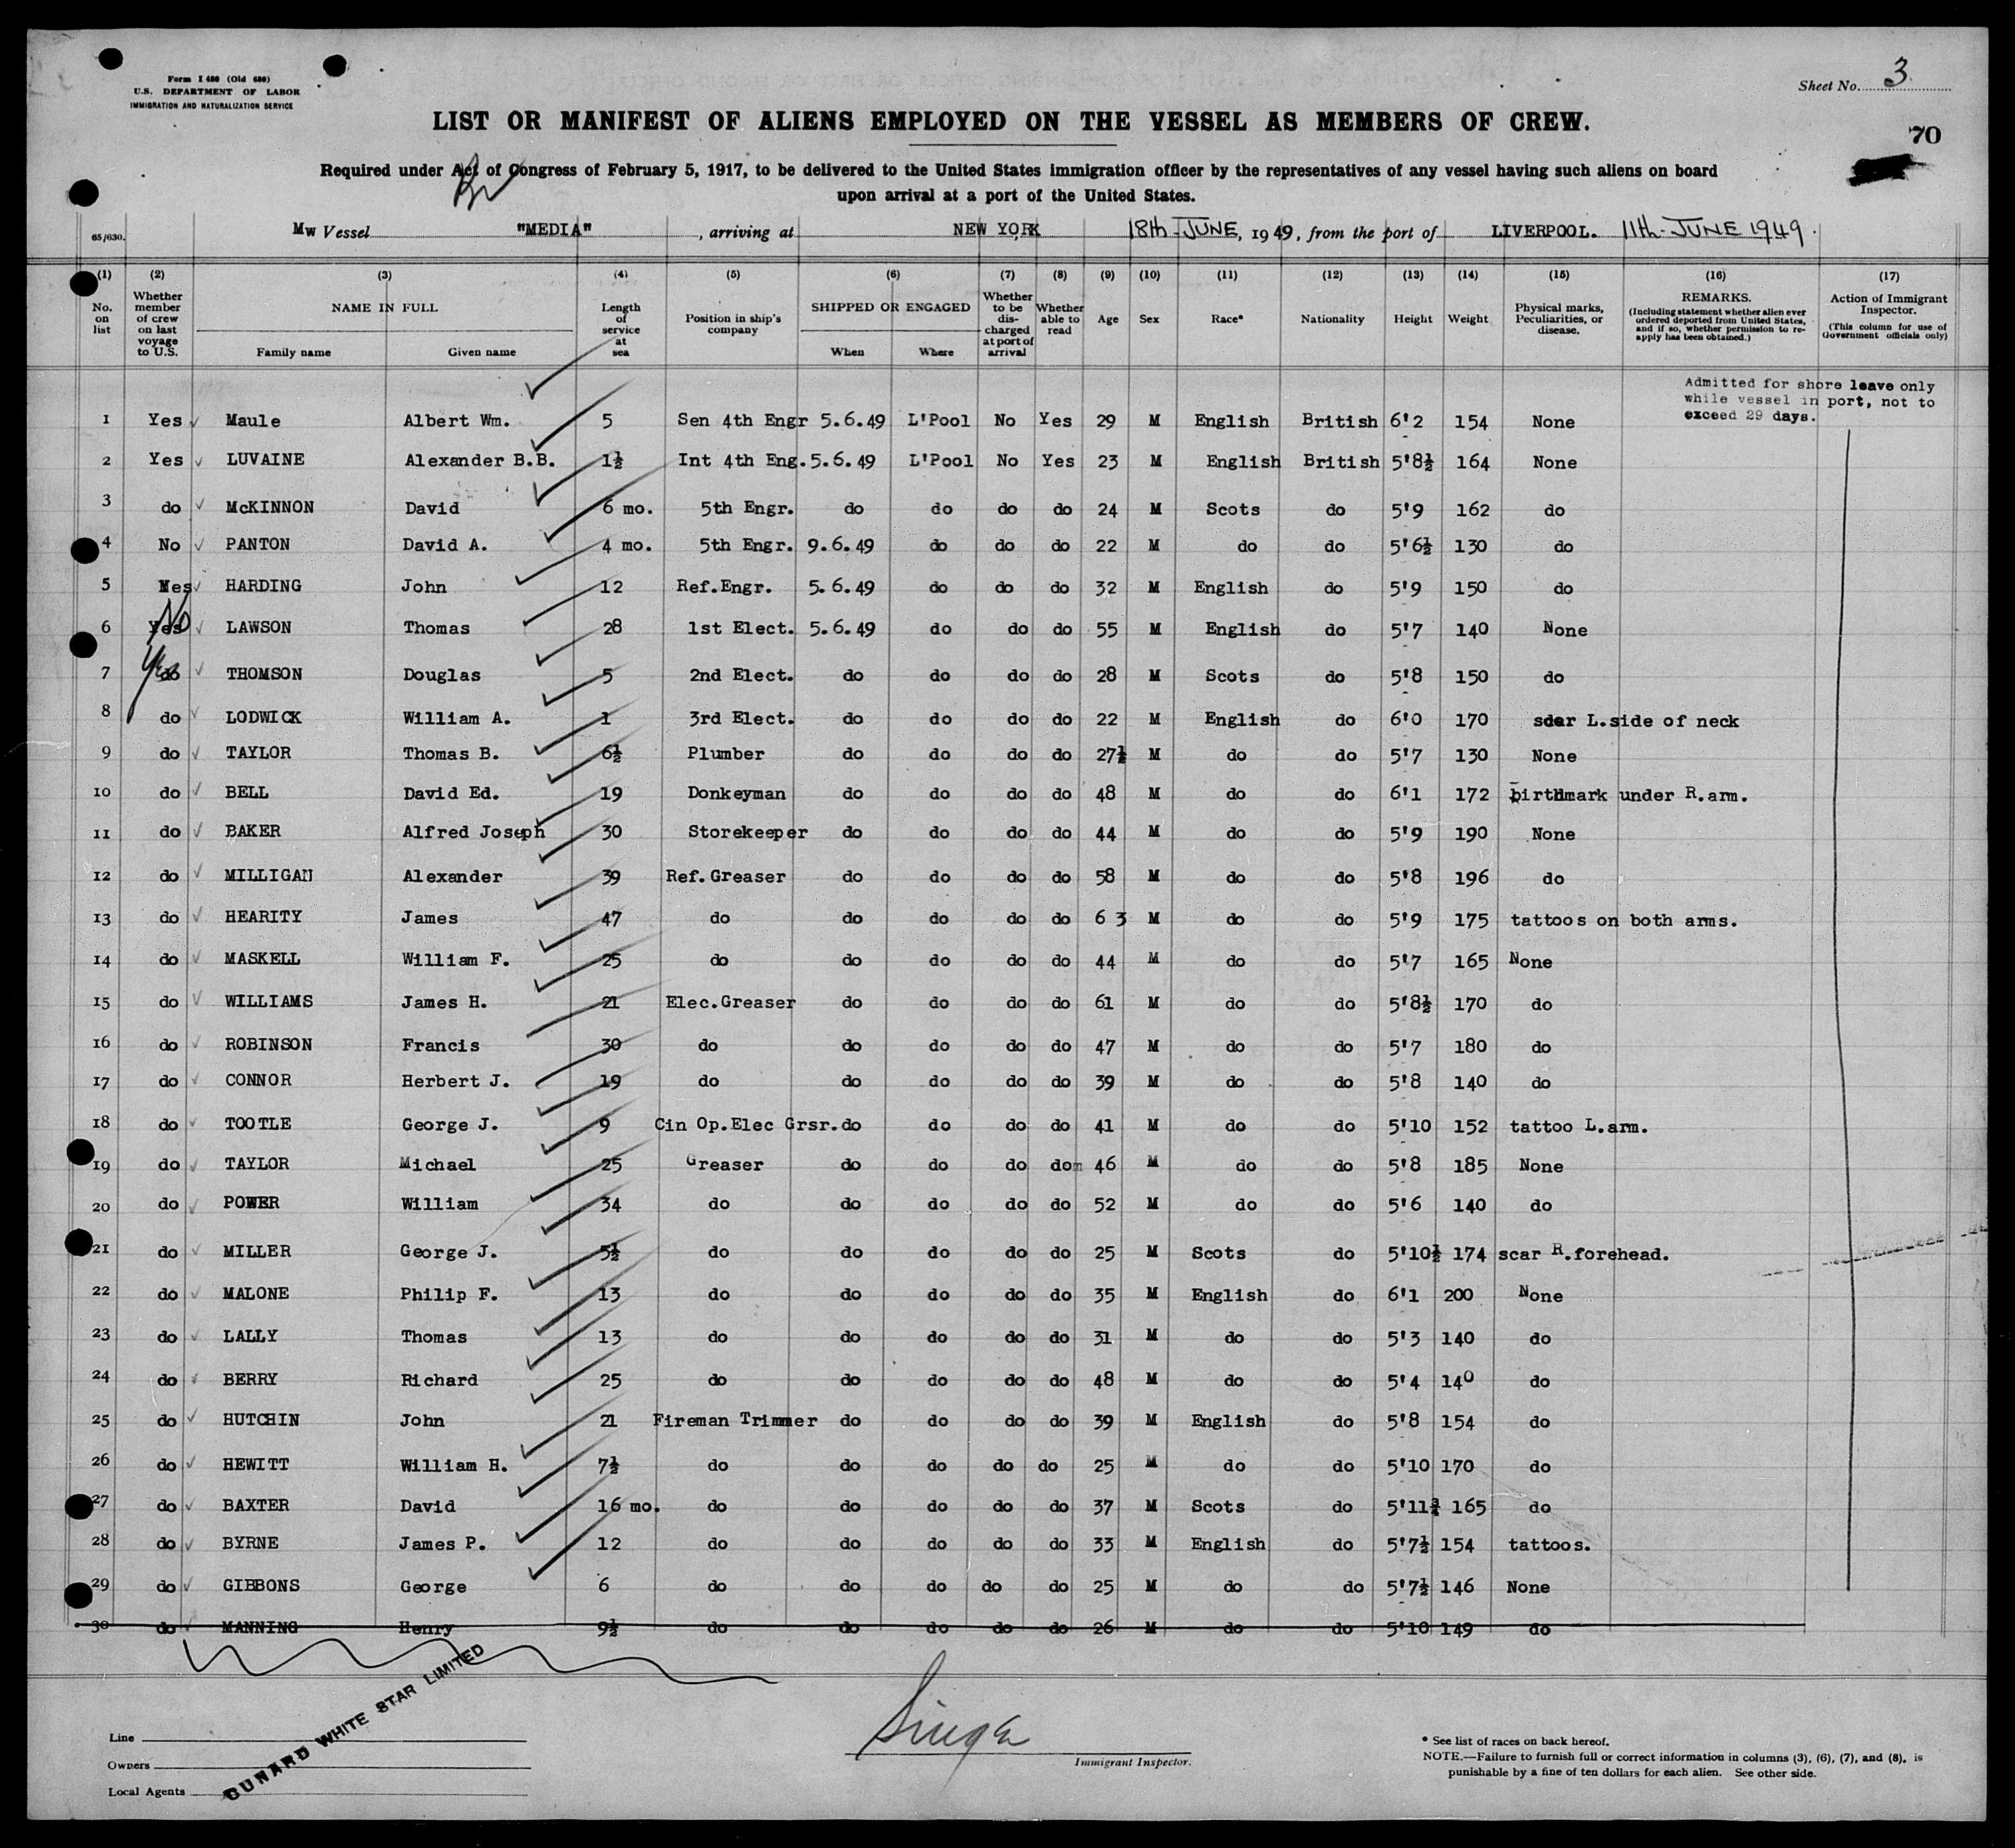 Form I 480 (Old 680)
U.S. DEPARTMENT OF LABOR
IMMIGRATION AND NATURALIZATION SERVICE
Sheet No. 3
LIST OR MANIFEST OF ALIENS EMPLOYED ON THE VESSEL AS MEMBERS OF CREW.
70
Required under Act of Congress of February 5, 1917, to be delivered to the United States immigration officer by the representatives of any vessel having such aliens on board
upon arrival at a port of the United States.
65/630. Mw Vessel "MEDIA", arriving at NEW YORK 18th-JUNE, 1949, from the port of LIVERPOOL. 11th-JUNE 1949.
(1) (2) (3) (4) (5) (6) (7) (8) (9) (10) (11) (12) (13) (14) (15) (16) (17)
No. on list
Whether member of crew on last voyage to U.S.
NAME IN FULL
Family name Given name
Length of service at sea
Position in ship's company
SHIPPED OR ENGAGED
When Where
Whether to be discharged at port of arrival
Whether able to read
Age
Sex
Race*
Nationality
Height
Weight
Physical marks, Peculiarities, or disease.
REMARKS.
(Including statement whether alien ever ordered deported from United States, and if so, whether permission to re-apply has been obtained.)
Action of Immigrant Inspector.
(This column for use of Government officials only)
Admitted for shore leave only
while vessel in port, not to
exceed 29 days.
1 Yes Maule Albert Wm. 5 Sen 4th Engr 5.6.49 L'Pool No Yes 29 M English British 6'2 154 None
2 Yes LUVAINE Alexander B.B. 1½ Int 4th Eng. 5.6.49 L'Pool No Yes 23 M English British 5'8½ 164 None
3 do McKINNON David 6 mo. 5th Engr. do do do do 24 M Scots do 5'9 162 do
4 No PANTON David A. 4 mo. 5th Engr. 9.6.49 do do do 22 M do do 5'6½ 130 do
5 Yes HARDING John 12 Ref.Engr. 5.6.49 do do do 32 M English do 5'9 150 do
6 Yes No LAWSON Thomas 28 1st Elect. 5.6.49 do do do 55 M English do 5'7 140 None
7 do Yes THOMSON Douglas 5 2nd Elect. do do do do 28 M Scots do 5'8 150 do
8 do LODWICK William A. 1 3rd Elect. do do do do 22 M English do 6'0 170 scar L.side of neck
9 do TAYLOR Thomas B. 6½ Plumber do do do do 27½ M do do 5'7 130 None
10 do BELL David Ed. 19 Donkeyman do do do do 48 M do do 6'1 172 birthmark under R.arm.
11 do BAKER Alfred Joseph 30 Storekeeper do do do do 44 M do do 5'9 190 None
12 do MILLIGAN Alexander 39 Ref.Greaser do do do do 58 M do do 5'8 196 do
13 do HEARITY James 47 do do do do do 6 3 M do do 5'9 175 tattoos on both arms.
14 do MASKELL William F. 25 do do do do do 44 M do do 5'7 165 None
15 do WILLIAMS James H. 21 Elec.Greaser do do do do 61 M do do 5'8½ 170 do
16 do ROBINSON Francis 30 do do do do do 47 M do do 5'7 180 do
17 do CONNOR Herbert J. 19 do do do do do 39 M do do 5'8 140 do
18 do TOOTLE George J. 9 Cin Op.Elec Grsr. do do do do 41 M do do 5'10 152 tattoo L.arm.
19 do TAYLOR Michael 25 Greaser do do do dom 46 M do do 5'8 185 None
20 do POWER William 34 do do do do do 52 M do do 5'6 140 do
21 do MILLER George J. 5½ do do do do do 25 M Scots do 5'10½ 174 scar R.forehead.
22 do MALONE Philip F. 13 do do do do do 35 M English do 6'1 200 None
23 do LALLY Thomas 13 do do do do do 31 M do do 5'3 140 do
24 do BERRY Richard 25 do do do do do 48 M do do 5'4 140 do
25 do HUTCHIN John 21 Fireman Trimmer do do do do 39 M English do 5'8 154 do
26 do HEWITT William H. 7½ do do do do do 25 M do do 5'10 170 do
27 do BAXTER David 16 mo. do do do do do 37 M Scots do 5'11¾ 165 do
28 do BYRNE James P. 12 do do do do do 33 M English do 5'7½ 154 tattoos.
29 do GIBBONS George 6 do do do do do 25 M do do 5'7½ 146 None
30 do MANNING Henry 9½ do do do do do 26 M do do 5'10 149 do
Line
Owners
Local Agents
CUNARD WHITE STAR LIMITED
Immigrant Inspector.
* See list of races on back hereof.
NOTE.—Failure to furnish full or correct information in columns (3), (6), (7), and (8), is
punishable by a fine of ten dollars for each alien. See other side.